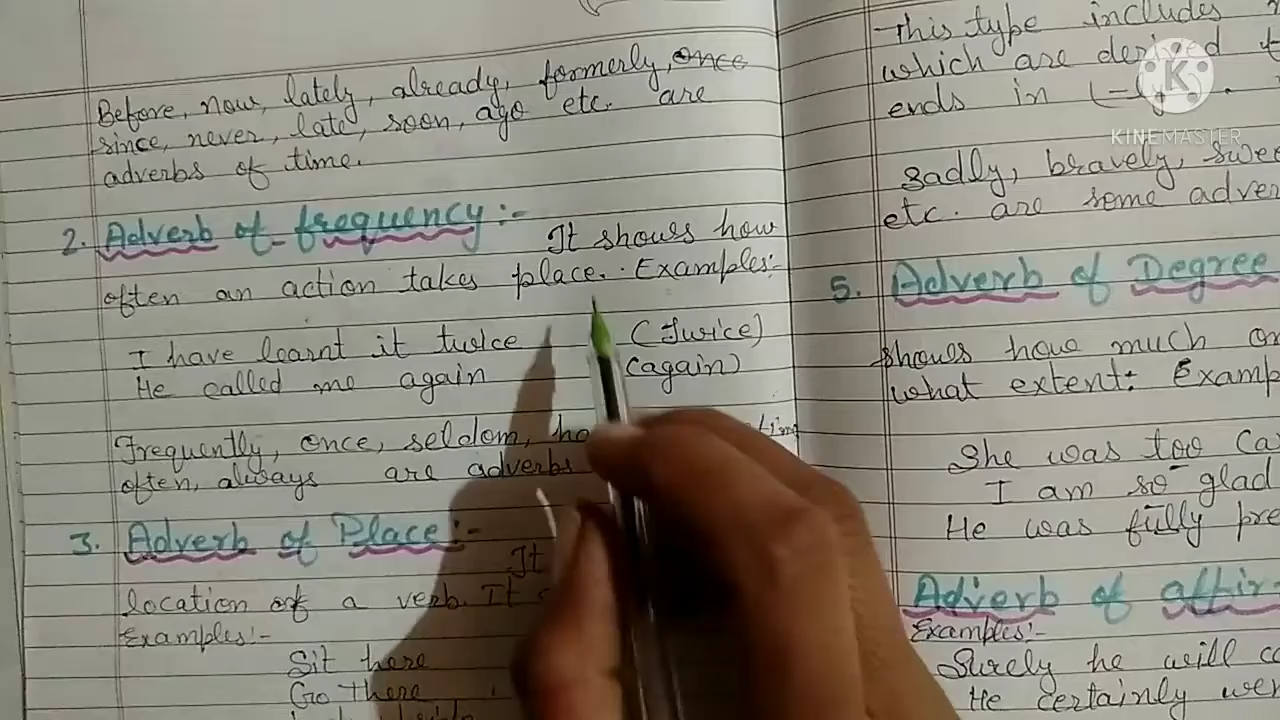 Before, now, lately, already, formerly, once
since, never, late, soon, ago etc. are
adverbs of time.
2. Adverb of frequency :-
It shows how
often an action takes place. Examples:-
I have learnt it twice (Twice)
He called me again (again)
Frequently, once, seldom,
often, always are adverbs
3. Adverb of Place :-
It
location of a verb. It
Examples :-
Sit here
Go there
This type includes
which are derived
ends in
Sadly, bravely,
etc. are some
5. Adverb of Degree
shows how much
what extent: 
She was too
I am so glad
He was fully
Adverb of
Examples :-
Surely he will
He certainly
KINEMASTER